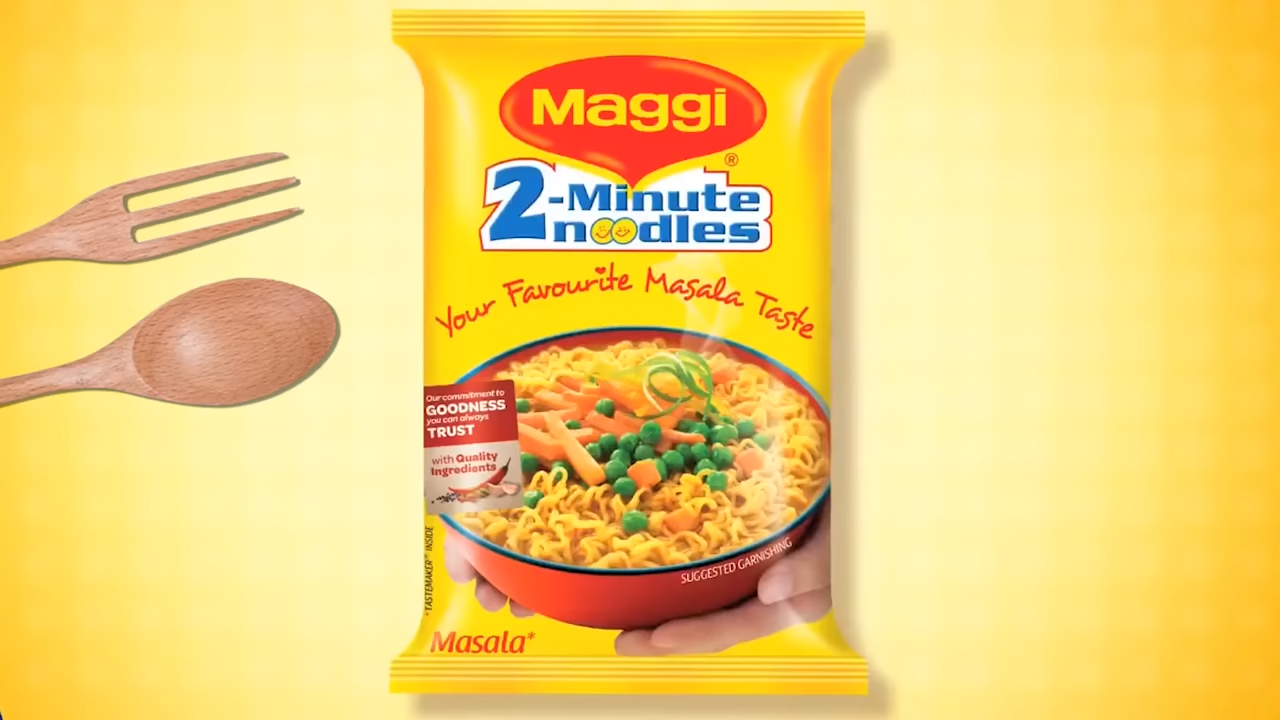 Maggi
®
2-Minute
noodles
Your Favourite Masala Taste
Our commitment to
GOODNESS
you can always
TRUST
with Quality
Ingredients
*TASTEMAKER* INSIDE
SUGGESTED GARNISHING
Masala*